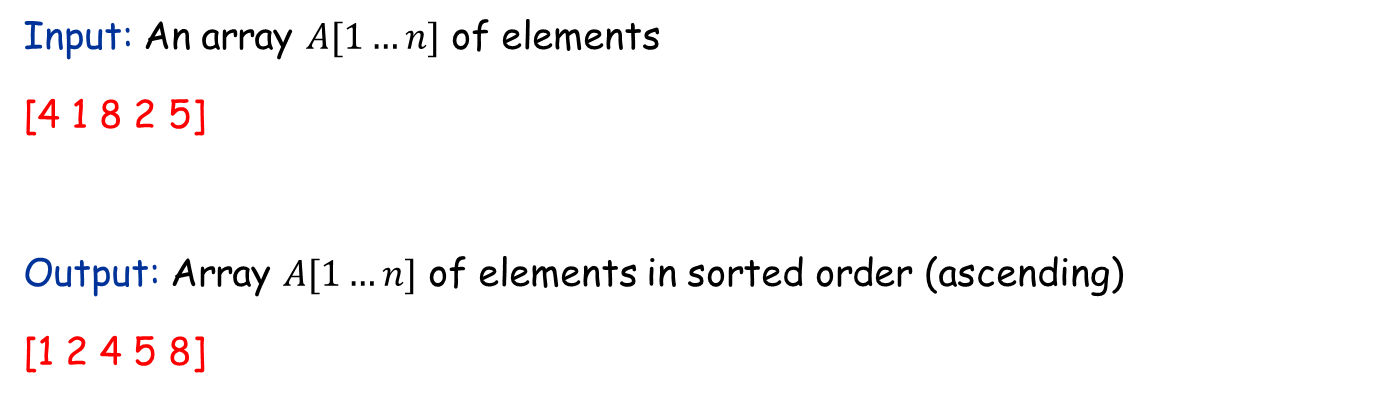 Input: An array A[1 … n] of elements
[4 1 8 2 5]
Output: Array A[1 … n] of elements in sorted order (ascending)
[1 2 4 5 8]